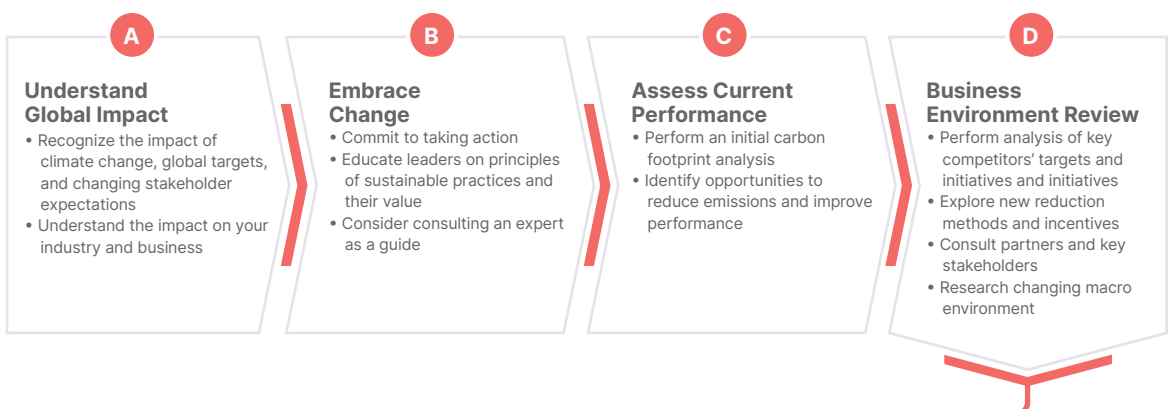 A
Understand
Global Impact
• Recognize the impact of
climate change, global targets,
and changing stakeholder
expectations
• Understand the impact on your
industry and business
B
Embrace
Change
• Commit to taking action
• Educate leaders on principles
of sustainable practices and
their value
• Consider consulting an expert
as a guide
C
Assess Current
Performance
• Perform an initial carbon
footprint analysis
• Identify opportunities to
reduce emissions and improve
performance
D
Business
Environment Review
• Perform analysis of key
competitors’ targets and
initiatives and initiatives
• Explore new reduction
methods and incentives
• Consult partners and key
stakeholders
• Research changing macro
environment